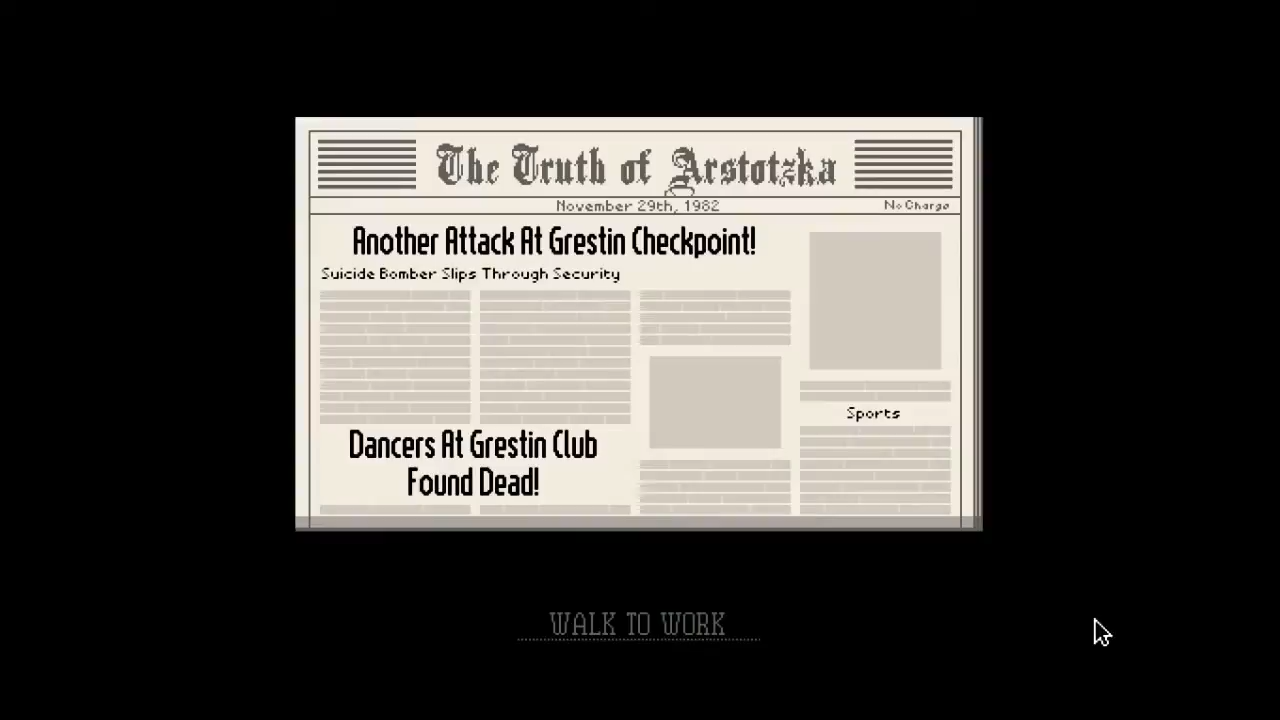 The Truth of Arstotzka
November 29th, 1982
No Charge
Another Attack At Grestin Checkpoint!
Suicide Bomber Slips Through Security
Dancers At Grestin Club
Found Dead!
Sports
WALK TO WORK